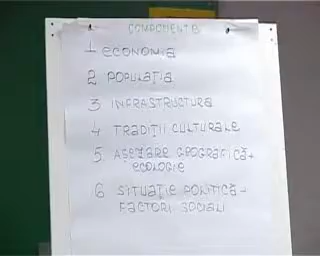 COMPONENTE
1 ECONOMIA
2 POPULAȚIA
3 INFRASTRUCTURA
4 TRADIȚII CULTURALE
5 AȘEZARE GEOGRAFICĂ+
ECOLOGIE
6 SITUAȚIE POLITICĂ-
FACTORI SOCIALI